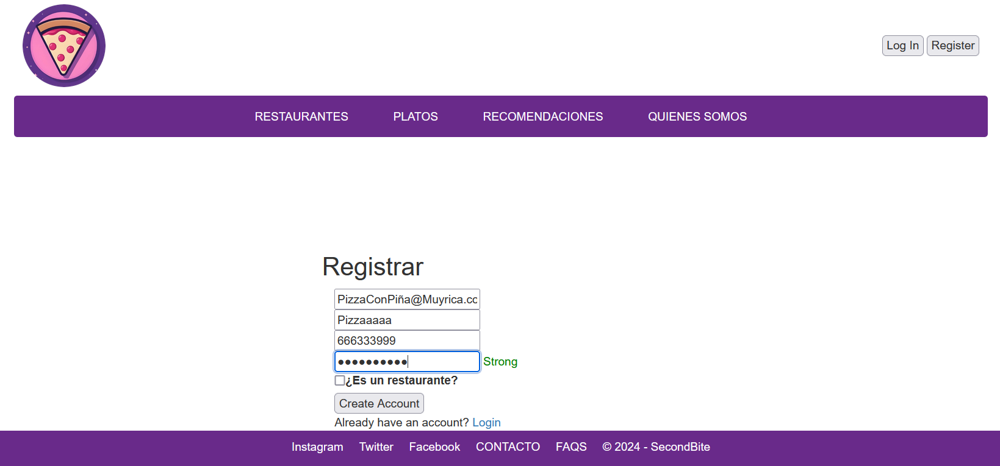 Log In Register
RESTAURANTES PLATOS RECOMENDACIONES QUIENES SOMOS
Registrar
PizzaConPiña@Muyrica.cc
Pizzaaaaa
666333999
●●●●●●●●●● Strong
¿Es un restaurante?
Create Account
Already have an account? Login
Instagram Twitter Facebook CONTACTO FAQS © 2024 - SecondBite